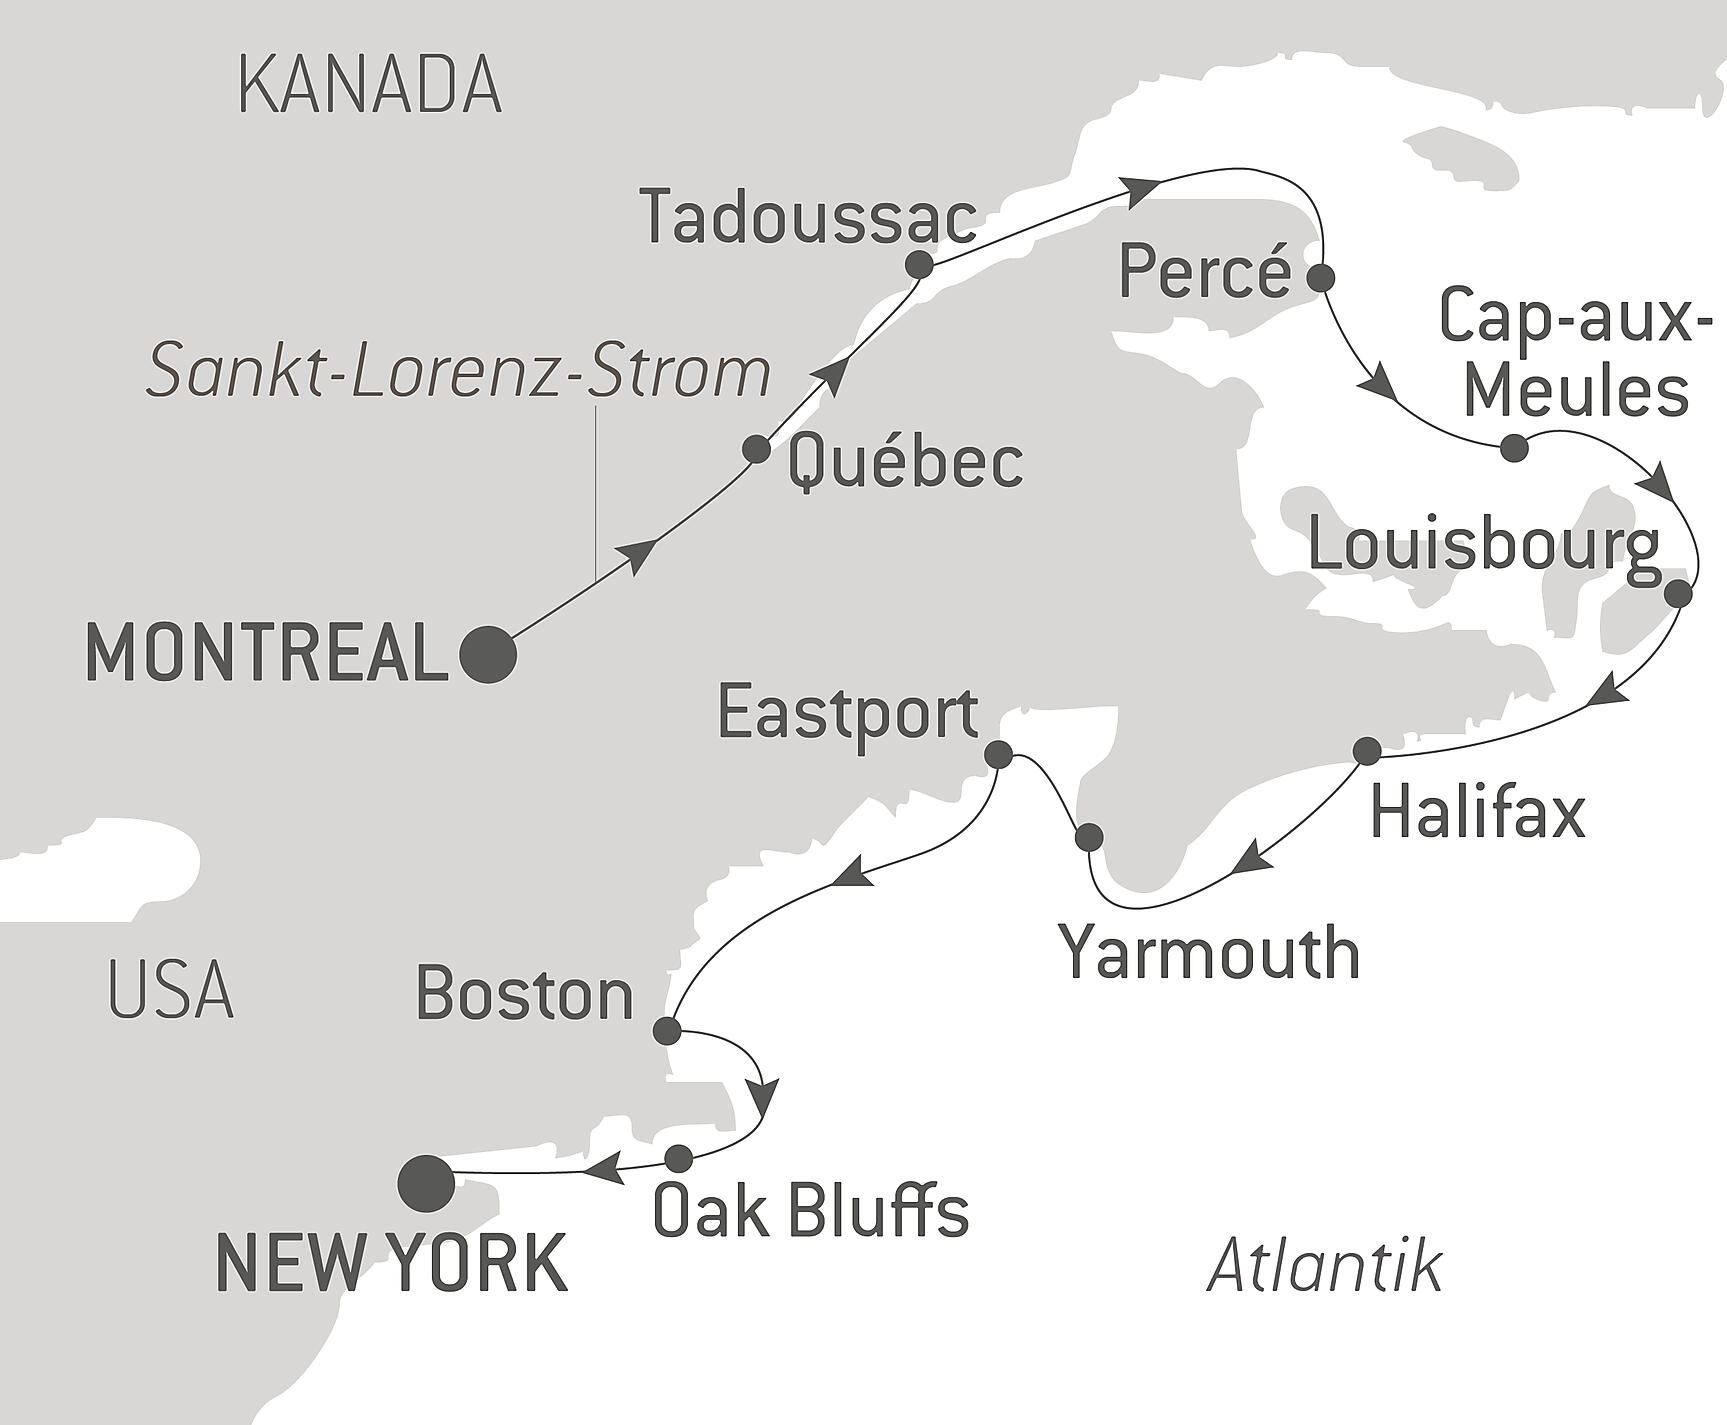 KANADA
Tadoussac
Percé
Cap-aux-
Meules
Sankt-Lorenz-Strom
Québec
Louisbourg
MONTREAL
Eastport
Halifax
Yarmouth
USA
Boston
Oak Bluffs
NEW YORK
Atlantik